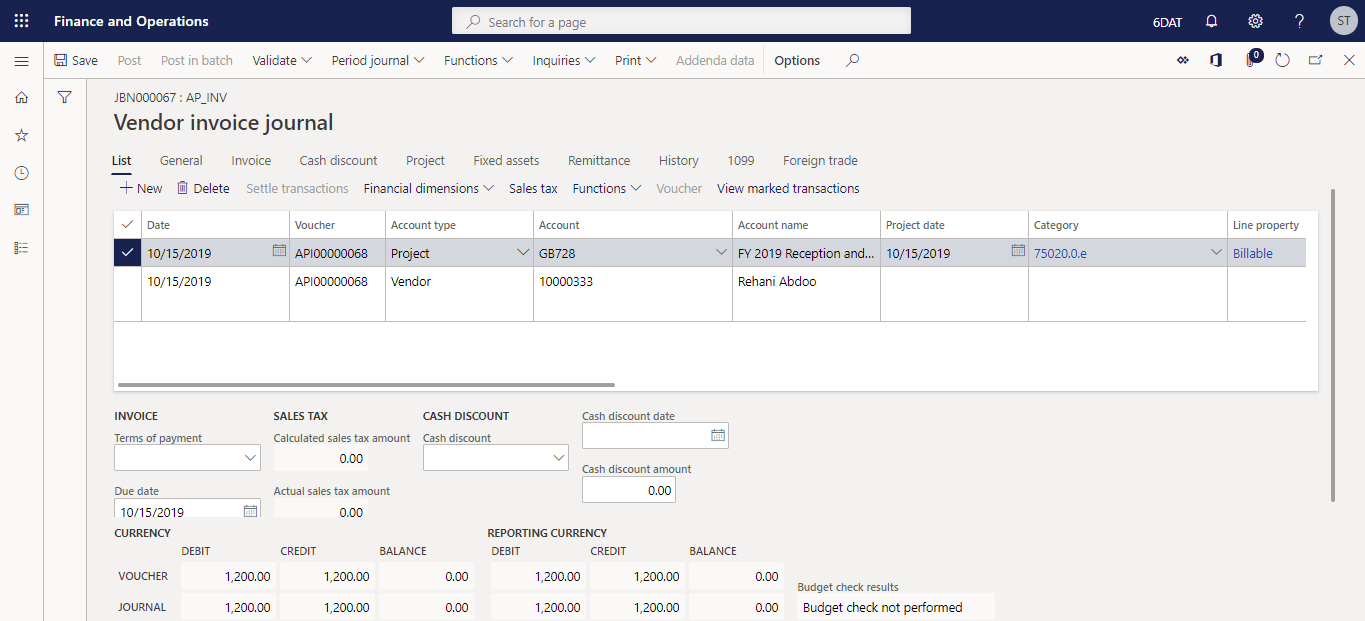 Finance and Operations Search for a page 6DAT ? ST
Save Post Post in batch Validate Period journal Functions Inquiries Print Addenda data Options 0
JBN000067 : AP_INV
Vendor invoice journal
List General Invoice Cash discount Project Fixed assets Remittance History 1099 Foreign trade
New Delete Settle transactions Financial dimensions Sales tax Functions Voucher View marked transactions
Date Voucher Account type Account Account name Project date Category Line property
10/15/2019 API00000068 Project GB728 FY 2019 Reception and... 10/15/2019 75020.0.e Billable
10/15/2019 API00000068 Vendor 10000333 Rehani Abdoo
INVOICE SALES TAX CASH DISCOUNT Cash discount date
Terms of payment Calculated sales tax amount Cash discount
0.00
Cash discount amount
Due date Actual sales tax amount 0.00
10/15/2019 0.00
CURRENCY REPORTING CURRENCY
DEBIT CREDIT BALANCE DEBIT CREDIT BALANCE
VOUCHER 1,200.00 1,200.00 0.00 1,200.00 1,200.00 0.00
Budget check results
JOURNAL 1,200.00 1,200.00 0.00 1,200.00 1,200.00 0.00 Budget check not performed